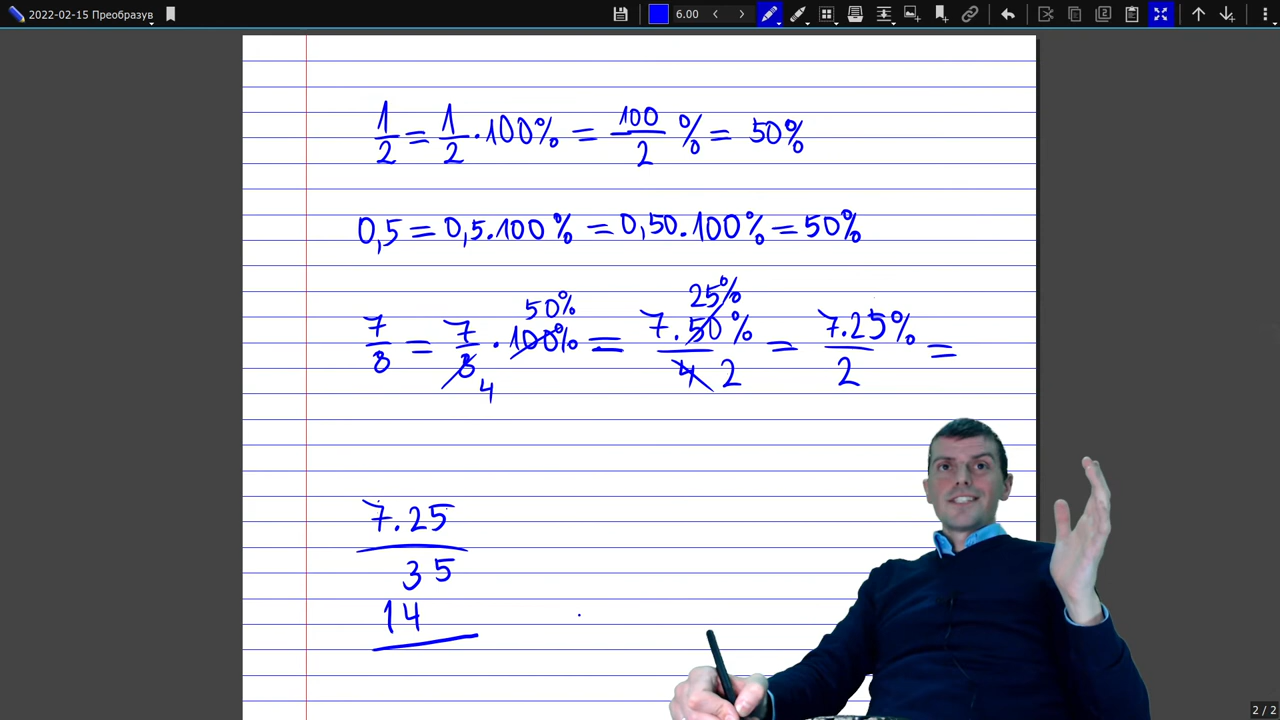 2022-02-15 Преобразув
6.00
1/2 = 1/2 · 100% = 100/2 % = 50%
0,5 = 0,5.100% = 0,50.100% = 50%
50% 25%
7/8 = 7/8 · 100% = 7.50%/4 2 = 7.25%/2 =
4
7.25
35
14
2 / 2